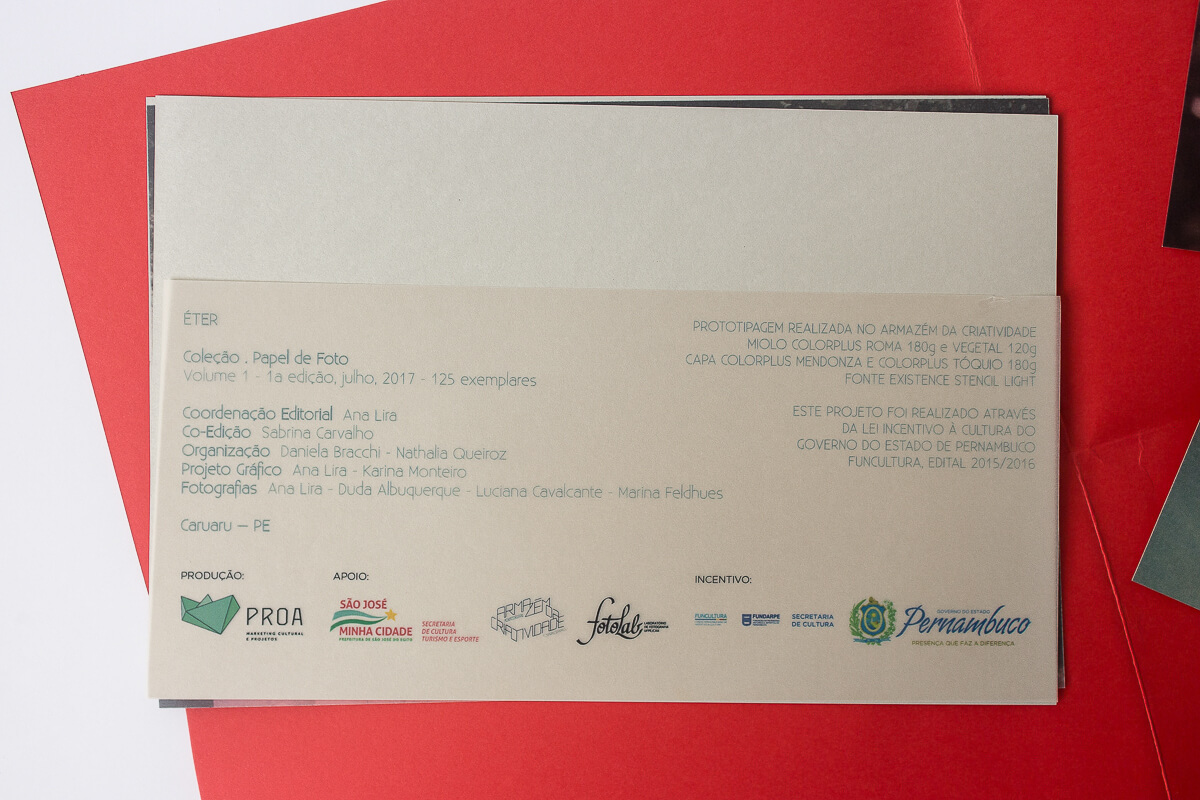 ÉTER
Coleção . Papel de Foto
Volume 1 - 1a edição, julho, 2017 - 125 exemplares
Coordenação Editorial Ana Lira
Co-Edição Sabrina Carvalho
Organização Daniela Bracchi - Nathalia Queiroz
Projeto Gráfico Ana Lira - Karina Monteiro
Fotografias Ana Lira - Duda Albuquerque - Luciana Cavalcante - Marina Feldhues
Caruaru – PE
PROTOTIPAGEM REALIZADA NO ARMAZÉM DA CRIATIVIDADE
MIOLO COLORPLUS ROMA 180g e VEGETAL 120g
CAPA COLORPLUS MENDONZA E COLORPLUS TÓQUIO 180g
FONTE EXISTENCE STENCIL LIGHT
ESTE PROJETO FOI REALIZADO ATRAVÉS
DA LEI INCENTIVO À CULTURA DO
GOVERNO DO ESTADO DE PERNAMBUCO
FUNCULTURA, EDITAL 2015/2016
PRODUÇÃO:
PROA
MARKETING CULTURAL
E PROJETOS
APOIO:
SÃO JOSÉ
MINHA CIDADE
SECRETARIA
DE CULTURA
TURISMO E ESPORTE
ARMAZÉM
DA
CRIATIVIDADE
fotolab
LABORATÓRIO
DE FOTOGRAFIA
INCENTIVO:
FUNCULTURA
FUNDARPE
SECRETARIA
DE CULTURA
GOVERNO DO ESTADO
Pernambuco
PRESENÇA QUE FAZ A DIFERENÇA